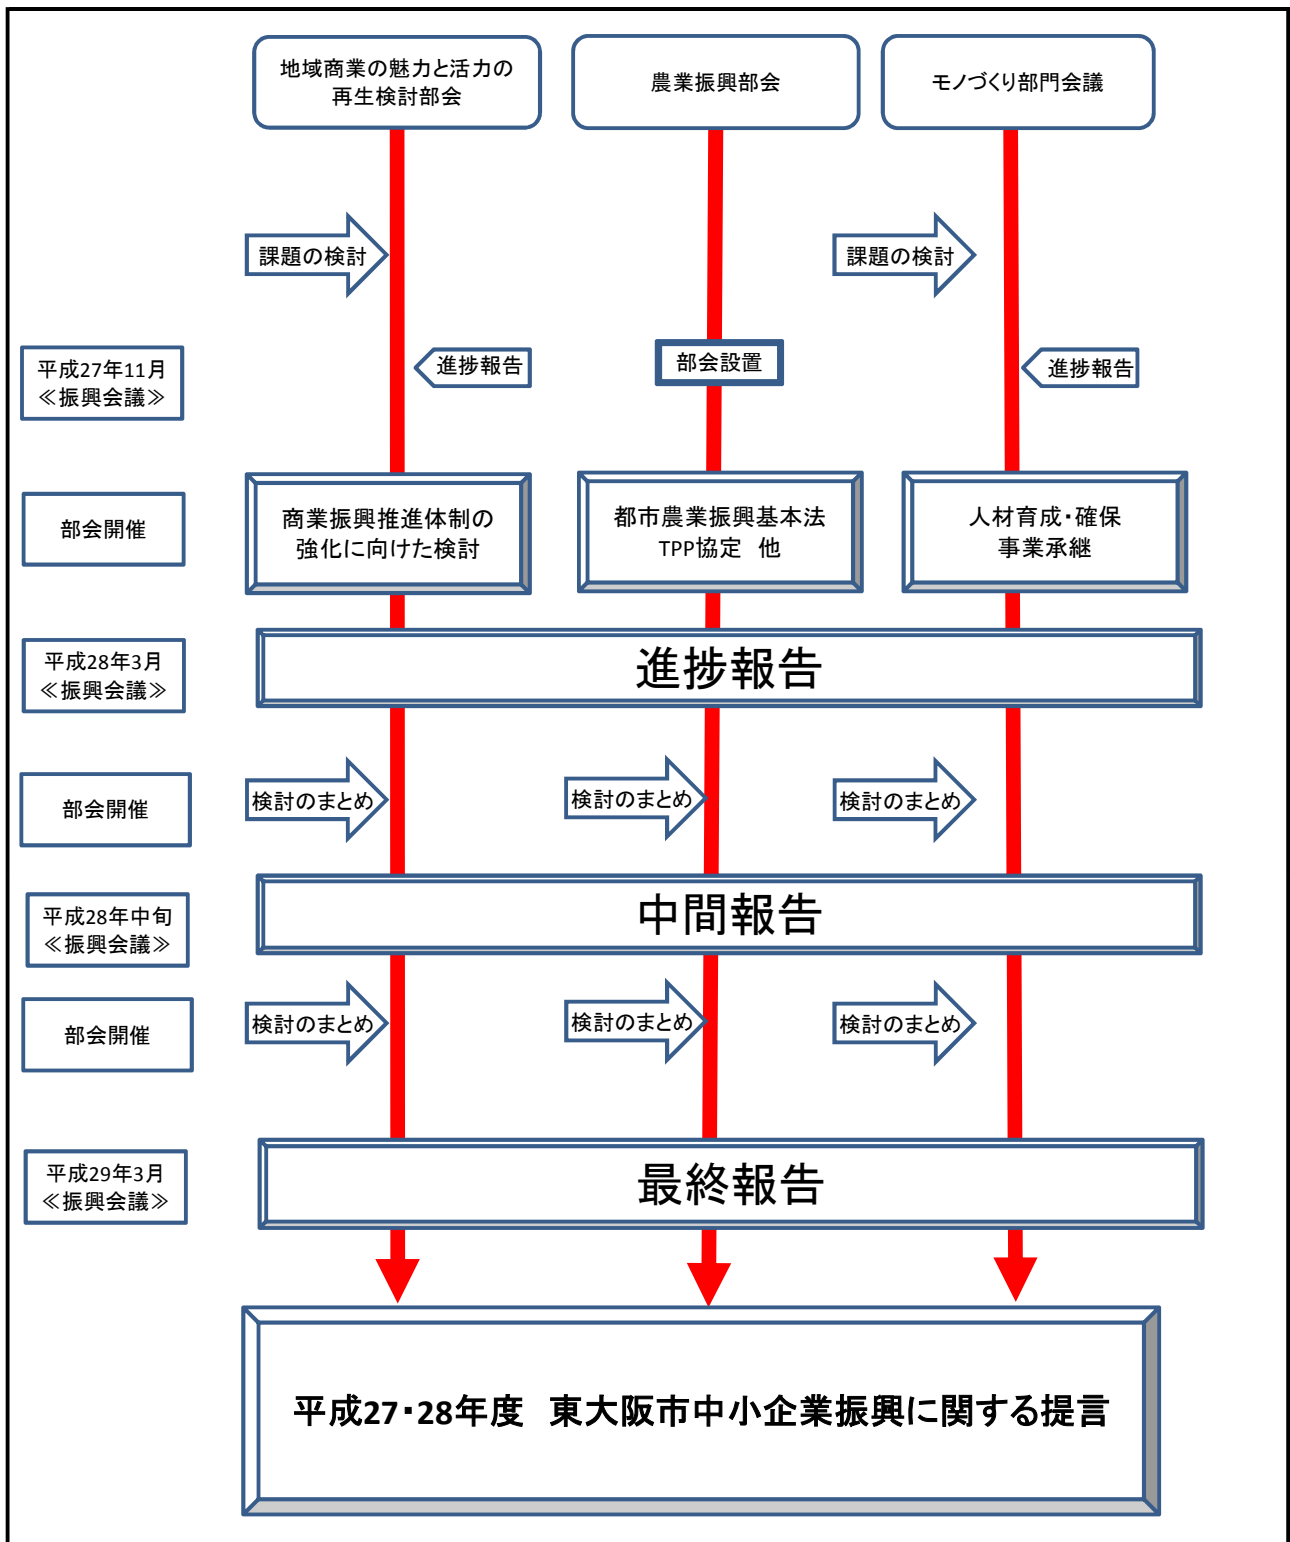 地域商業の魅力と活力の
再生検討部会
農業振興部会
モノづくり部門会議
課題の検討
課題の検討
平成27年11月
≪振興会議≫
進捗報告
部会設置
進捗報告
部会開催
商業振興推進体制の
強化に向けた検討
都市農業振興基本法
TPP協定　他
人材育成・確保
事業承継
平成28年3月
≪振興会議≫
進捗報告
部会開催
検討のまとめ
検討のまとめ
検討のまとめ
平成28年中旬
≪振興会議≫
中間報告
部会開催
検討のまとめ
検討のまとめ
検討のまとめ
平成29年3月
≪振興会議≫
最終報告
平成27・28年度　東大阪市中小企業振興に関する提言